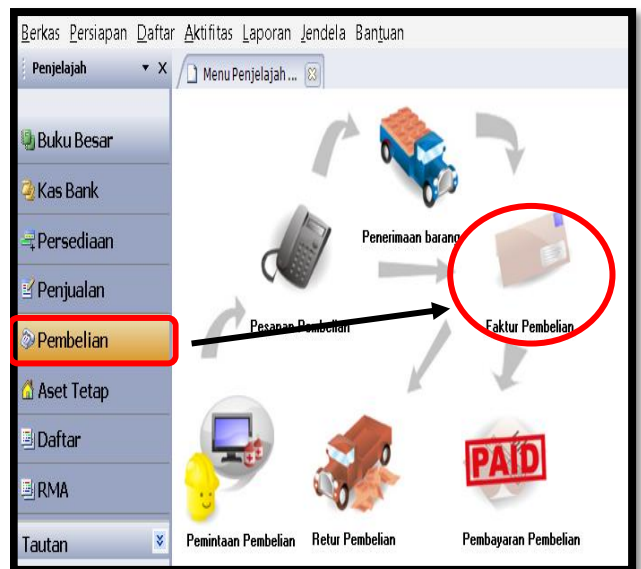 Berkas Persiapan Daftar Aktifitas Laporan Jendela Bantuan
Penjelajah
Menu Penjelajah ...
Buku Besar
Kas Bank
Persediaan
Penjualan
Pembelian
Aset Tetap
Daftar
RMA
Tautan
Penerimaan barang
Pesanan Pembelian
Faktur Pembelian
PAID
Pemintaan Pembelian
Retur Pembelian
Pembayaran Pembelian